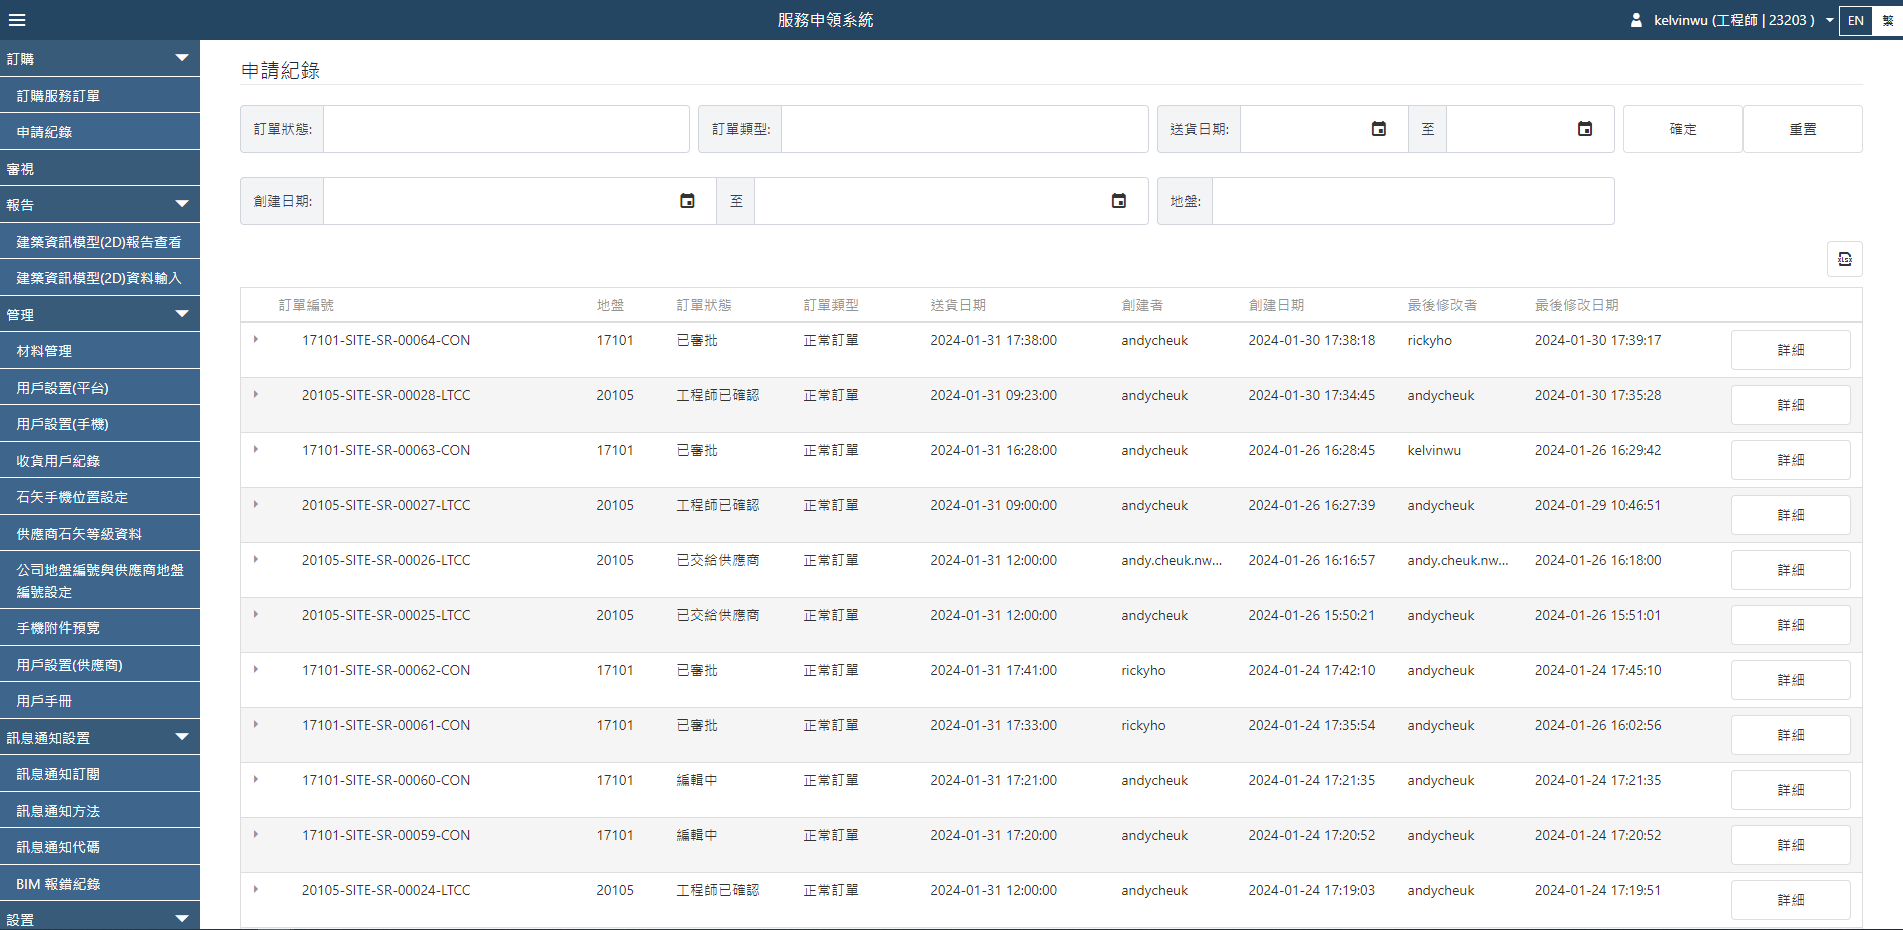 服務申領系統
kelvinwu (工程師 | 23203 )
EN
繁
訂購
訂購服務訂單
申請紀錄
審視
報告
建築資訊模型(2D)報告查看
建築資訊模型(2D)資料輸入
管理
材料管理
用戶設置(平台)
用戶設置(手機)
收貨用戶紀錄
石矢手機位置設定
供應商石矢等級資料
公司地盤編號與供應商地盤
編號設定
手機附件預覽
用戶設置(供應商)
用戶手冊
訊息通知設置
訊息通知訂閱
訊息通知方法
訊息通知代碼
BIM 報錯紀錄
設置
申請紀錄
訂單狀態:
訂單類型:
送貨日期:
至
確定
重置
創建日期:
至
地盤:
xlsx
訂單編號 地盤 訂單狀態 訂單類型 送貨日期 創建者 創建日期 最後修改者 最後修改日期
17101-SITE-SR-00064-CON 17101 已審批 正常訂單 2024-01-31 17:38:00 andycheuk 2024-01-30 17:38:18 rickyho 2024-01-30 17:39:17 詳細
20105-SITE-SR-00028-LTCC 20105 工程師已確認 正常訂單 2024-01-31 09:23:00 andycheuk 2024-01-30 17:34:45 andycheuk 2024-01-30 17:35:28 詳細
17101-SITE-SR-00063-CON 17101 已審批 正常訂單 2024-01-31 16:28:00 andycheuk 2024-01-26 16:28:45 kelvinwu 2024-01-26 16:29:42 詳細
20105-SITE-SR-00027-LTCC 20105 工程師已確認 正常訂單 2024-01-31 09:00:00 andycheuk 2024-01-26 16:27:39 andycheuk 2024-01-29 10:46:51 詳細
20105-SITE-SR-00026-LTCC 20105 已交給供應商 正常訂單 2024-01-31 12:00:00 andy.cheuk.nw... 2024-01-26 16:16:57 andy.cheuk.nw... 2024-01-26 16:18:00 詳細
20105-SITE-SR-00025-LTCC 20105 已交給供應商 正常訂單 2024-01-31 12:00:00 andycheuk 2024-01-26 15:50:21 andycheuk 2024-01-26 15:51:01 詳細
17101-SITE-SR-00062-CON 17101 已審批 正常訂單 2024-01-31 17:41:00 rickyho 2024-01-24 17:42:10 andycheuk 2024-01-24 17:45:10 詳細
17101-SITE-SR-00061-CON 17101 已審批 正常訂單 2024-01-31 17:33:00 rickyho 2024-01-24 17:35:54 andycheuk 2024-01-26 16:02:56 詳細
17101-SITE-SR-00060-CON 17101 編輯中 正常訂單 2024-01-31 17:21:00 andycheuk 2024-01-24 17:21:35 andycheuk 2024-01-24 17:21:35 詳細
17101-SITE-SR-00059-CON 17101 編輯中 正常訂單 2024-01-31 17:20:00 andycheuk 2024-01-24 17:20:52 andycheuk 2024-01-24 17:20:52 詳細
20105-SITE-SR-00024-LTCC 20105 工程師已確認 正常訂單 2024-01-31 12:00:00 andycheuk 2024-01-24 17:19:03 andycheuk 2024-01-24 17:19:51 詳細